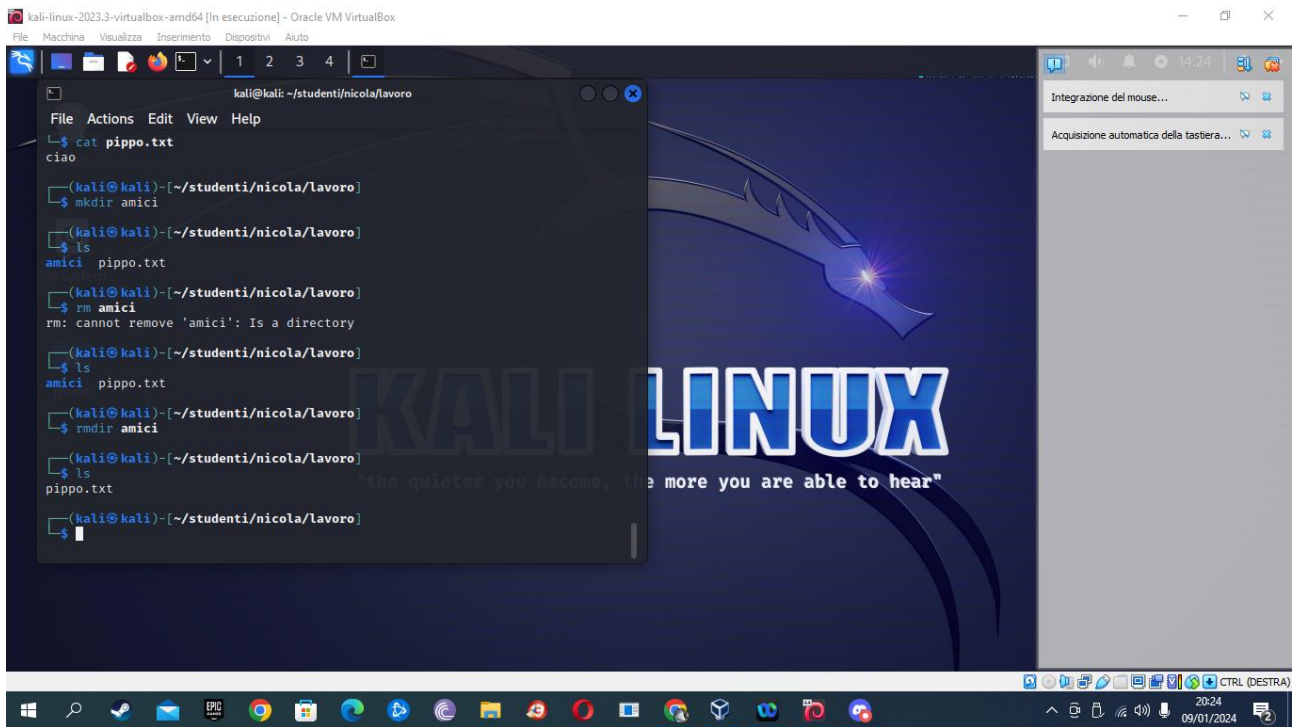 kali-linux-2023.3-virtualbox-amd64 [In esecuzione] - Oracle VM VirtualBox
File Macchina Visualizza Inserimento Dispositivi Aiuto
1 2 3 4
14:24
kali@kali: ~/studenti/nicola/lavoro
File Actions Edit View Help
└─$ cat pippo.txt
ciao
┌──(kali㉿kali)-[~/studenti/nicola/lavoro]
└─$ mkdir amici
┌──(kali㉿kali)-[~/studenti/nicola/lavoro]
└─$ ls
amici pippo.txt
┌──(kali㉿kali)-[~/studenti/nicola/lavoro]
└─$ rm amici
rm: cannot remove 'amici': Is a directory
┌──(kali㉿kali)-[~/studenti/nicola/lavoro]
└─$ ls
amici pippo.txt
┌──(kali㉿kali)-[~/studenti/nicola/lavoro]
└─$ rmdir amici
┌──(kali㉿kali)-[~/studenti/nicola/lavoro]
└─$ ls
pippo.txt
┌──(kali㉿kali)-[~/studenti/nicola/lavoro]
└─$
KALI LINUX
"the quieter you become, the more you are able to hear"
Integrazione del mouse...
Acquisizione automatica della tastiera...
CTRL (DESTRA)
EPIC
20:24
09/01/2024
2